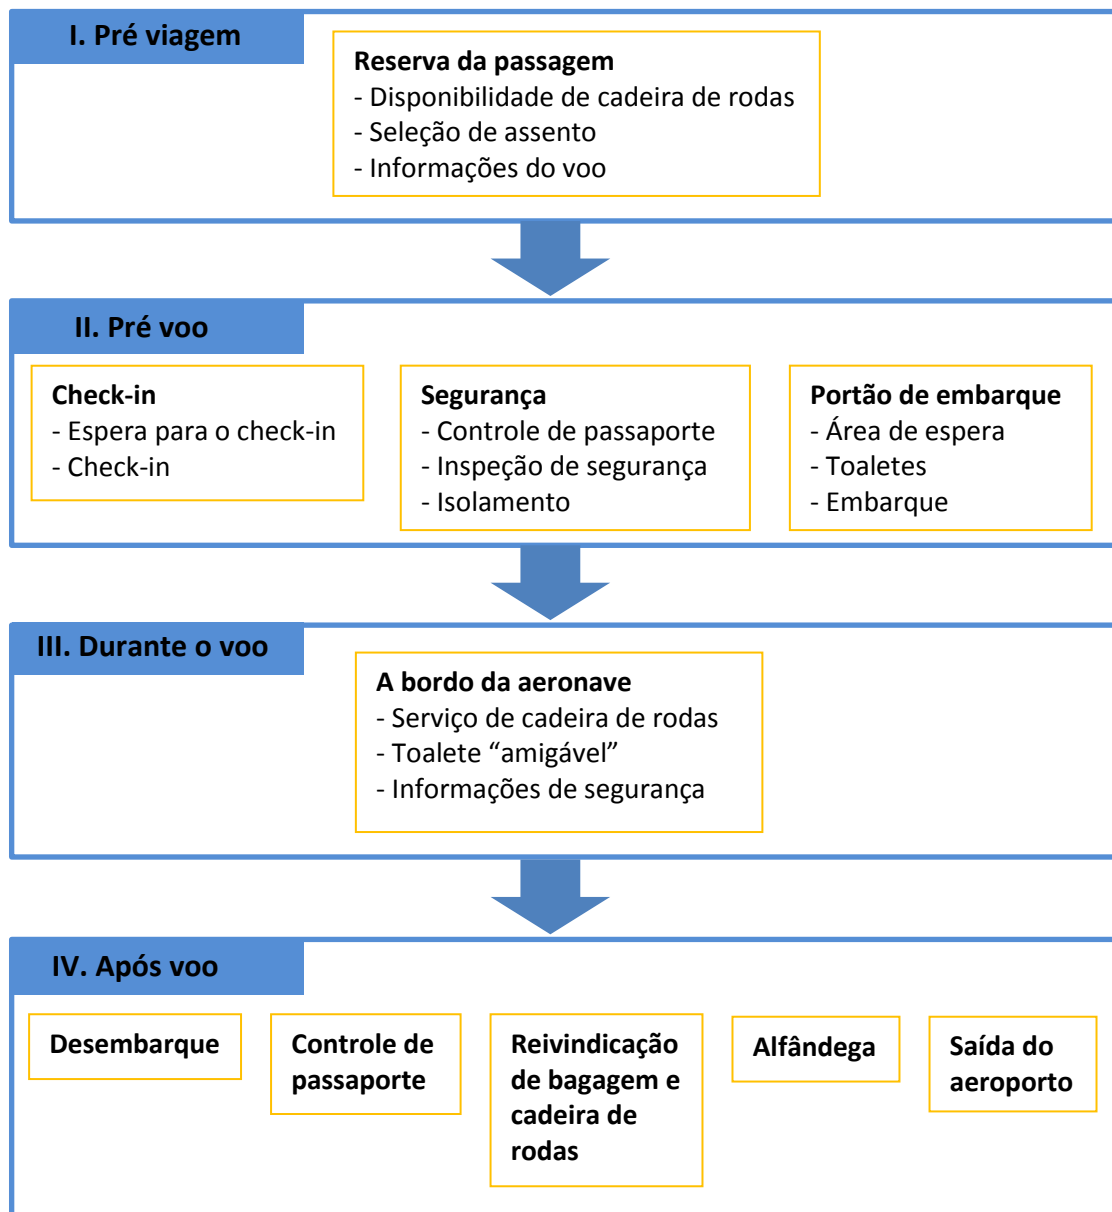 I. Pré viagem
Reserva da passagem
- Disponibilidade de cadeira de rodas
- Seleção de assento
- Informações do voo
II. Pré voo
Check-in
- Espera para o check-in
- Check-in
Segurança
- Controle de passaporte
- Inspeção de segurança
- Isolamento
Portão de embarque
- Área de espera
- Toaletes
- Embarque
III. Durante o voo
A bordo da aeronave
- Serviço de cadeira de rodas
- Toalete “amigável”
- Informações de segurança
IV. Após voo
Desembarque
Controle de
passaporte
Reivindicação
de bagagem e
cadeira de
rodas
Alfândega
Saída do
aeroporto